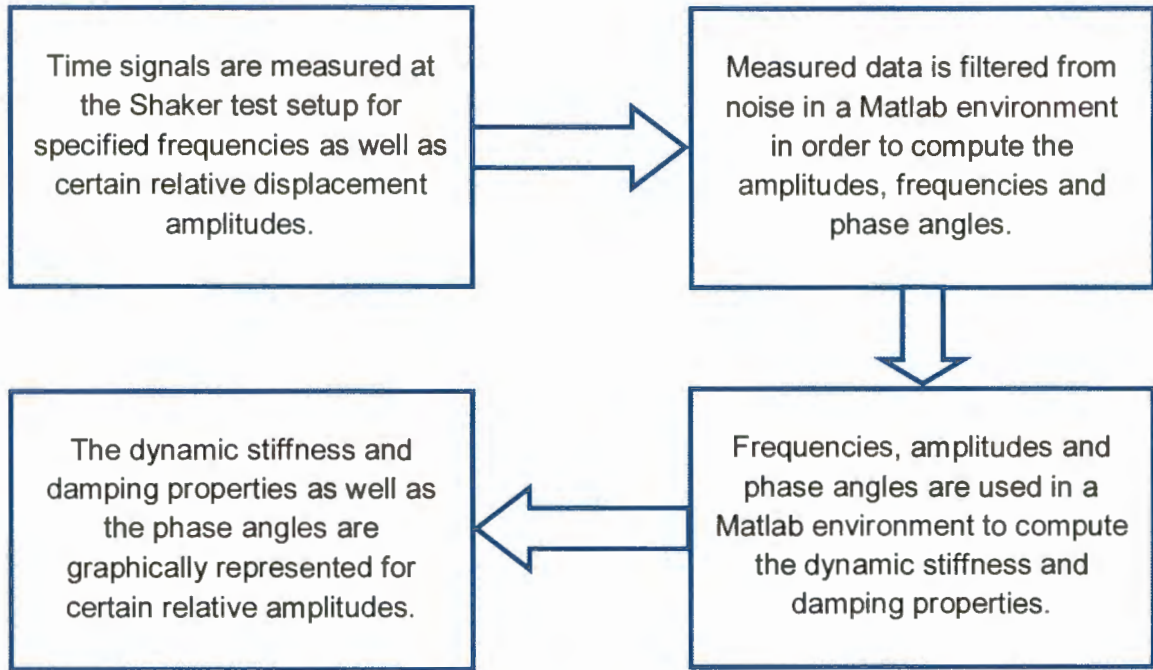 Time signals are measured at
the Shaker test setup for
specified frequencies as well as
certain relative displacement
amplitudes.
Measured data is filtered from
noise in a Matlab environment
in order to compute the
amplitudes, frequencies and
phase angles.
Frequencies, amplitudes and
phase angles are used in a
Matlab environment to compute
the dynamic stiffness and
damping properties.
The dynamic stiffness and
damping properties as well as
the phase angles are
graphically represented for
certain relative amplitudes.